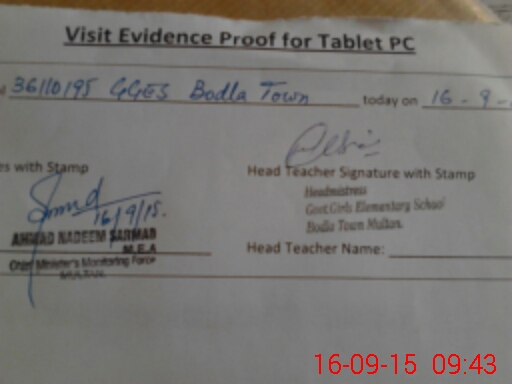 Visit Evidence Proof for Tablet PC
36110195 GGES Bodla Town today on 16 - 9 -
es with Stamp
Head Teacher Signature with Stamp
Headmistress
Govt.Girls Elementary School
Bodla Town Multan.
16/9/15.
AHMAD NADEEM SARWAR
M.E.A
Chief Minister's Monitoring Force
MULTAN.
Head Teacher Name:
16-09-15 09:43